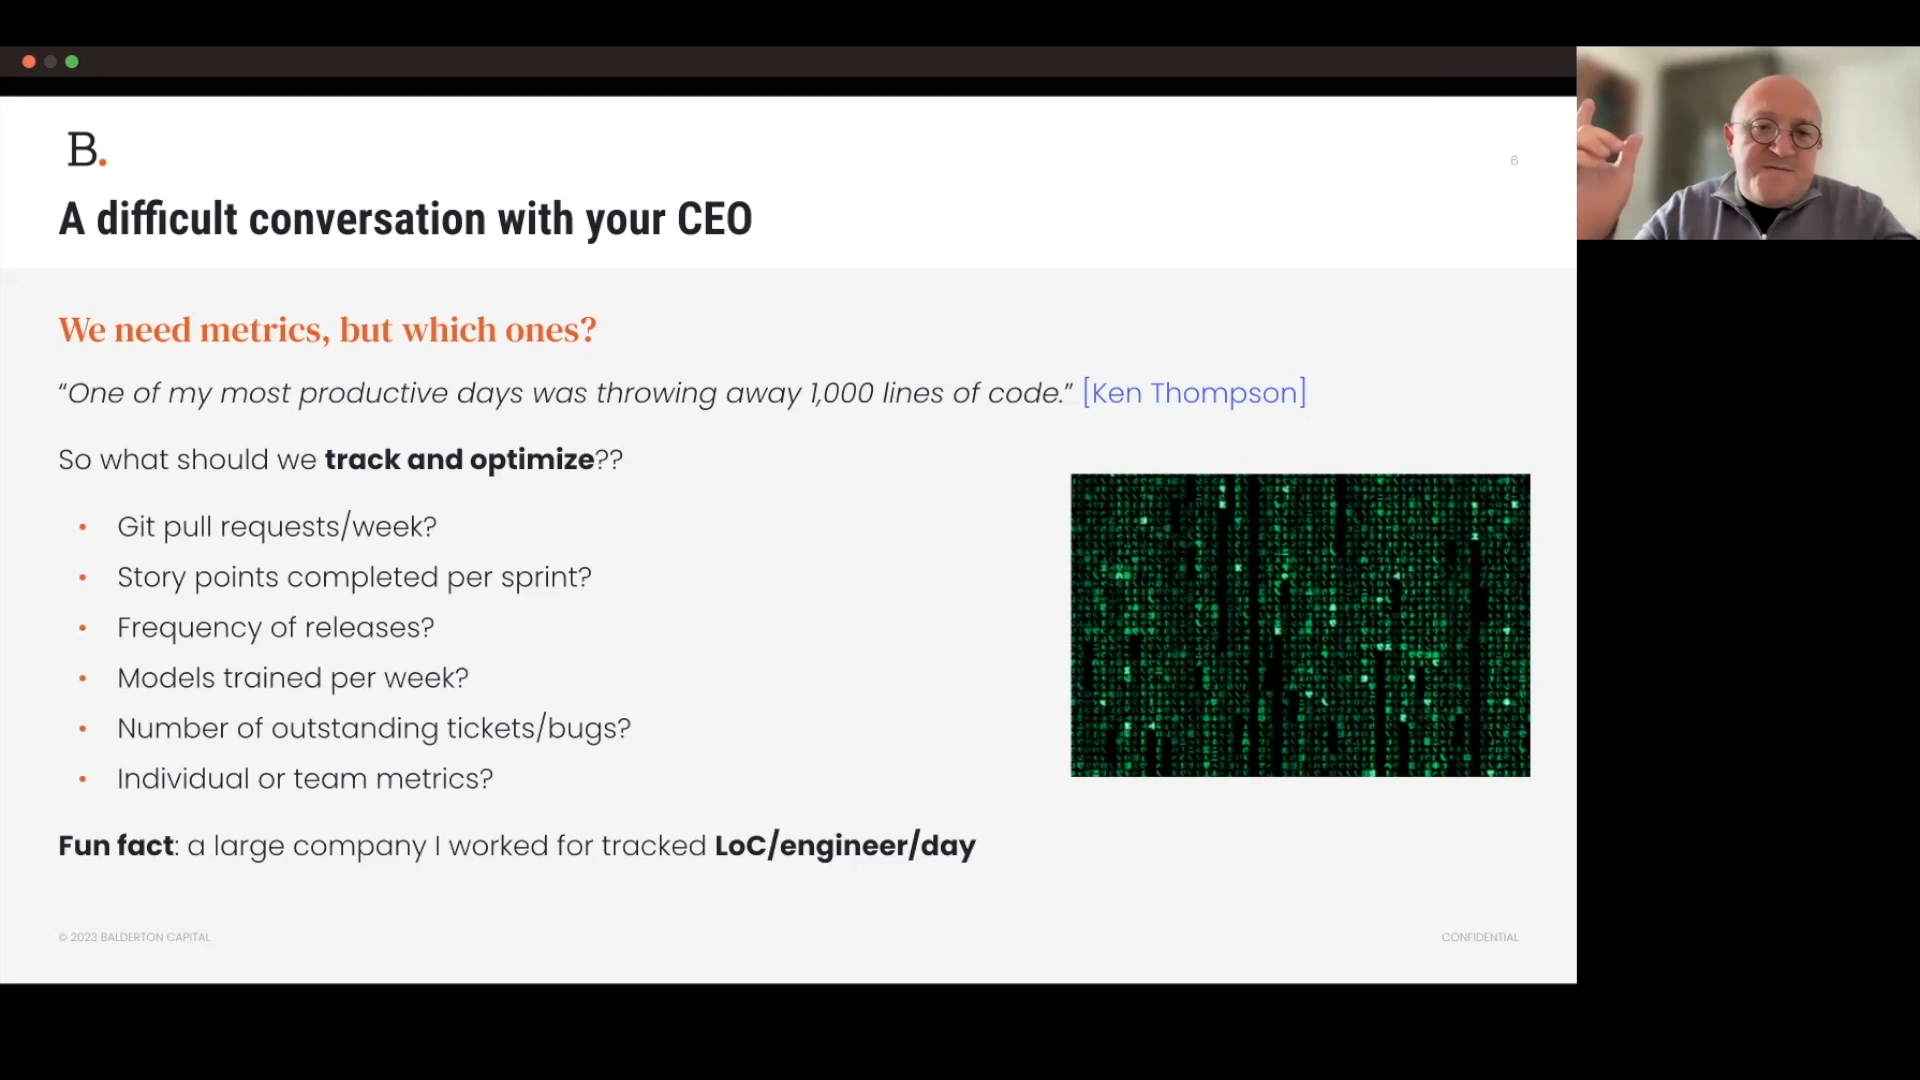 B.
6
A difficult conversation with your CEO
We need metrics, but which ones?
“One of my most productive days was throwing away 1,000 lines of code.” [Ken Thompson]
So what should we track and optimize??
• Git pull requests/week?
• Story points completed per sprint?
• Frequency of releases?
• Models trained per week?
• Number of outstanding tickets/bugs?
• Individual or team metrics?
Fun fact: a large company I worked for tracked LoC/engineer/day
© 2023 BALDERTON CAPITAL
CONFIDENTIAL